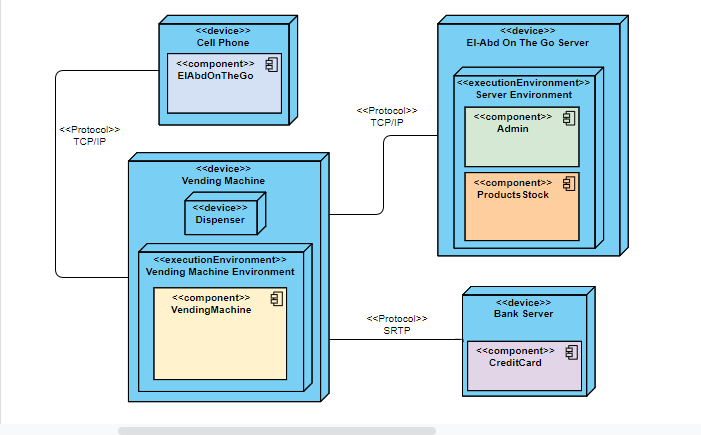 <<device>>
Cell Phone
<<component>>
ElAbdOnTheGo
<<Protocol>>
TCP/IP
<<device>>
Vending Machine
<<device>>
Dispenser
<<executionEnvironment>>
Vending Machine Environment
<<component>>
VendingMachine
<<Protocol>>
TCP/IP
<<device>>
El-Abd On The Go Server
<<executionEnvironment>>
Server Environment
<<component>>
Admin
<<component>>
ProductsStock
<<Protocol>>
SRTP
<<device>>
Bank Server
<<component>>
CreditCard